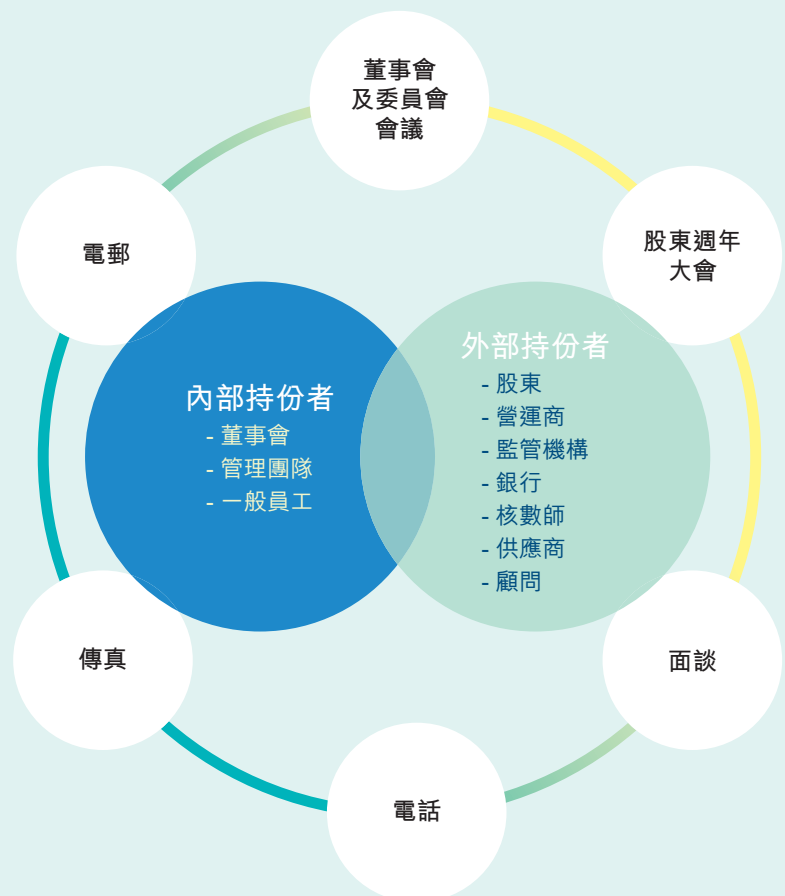 董事會
及委員會
會議
電郵
股東週年
大會
內部持份者
- 董事會
- 管理團隊
- 一般員工
外部持份者
- 股東
- 營運商
- 監管機構
- 銀行
- 核數師
- 供應商
- 顧問
傳真
面談
電話